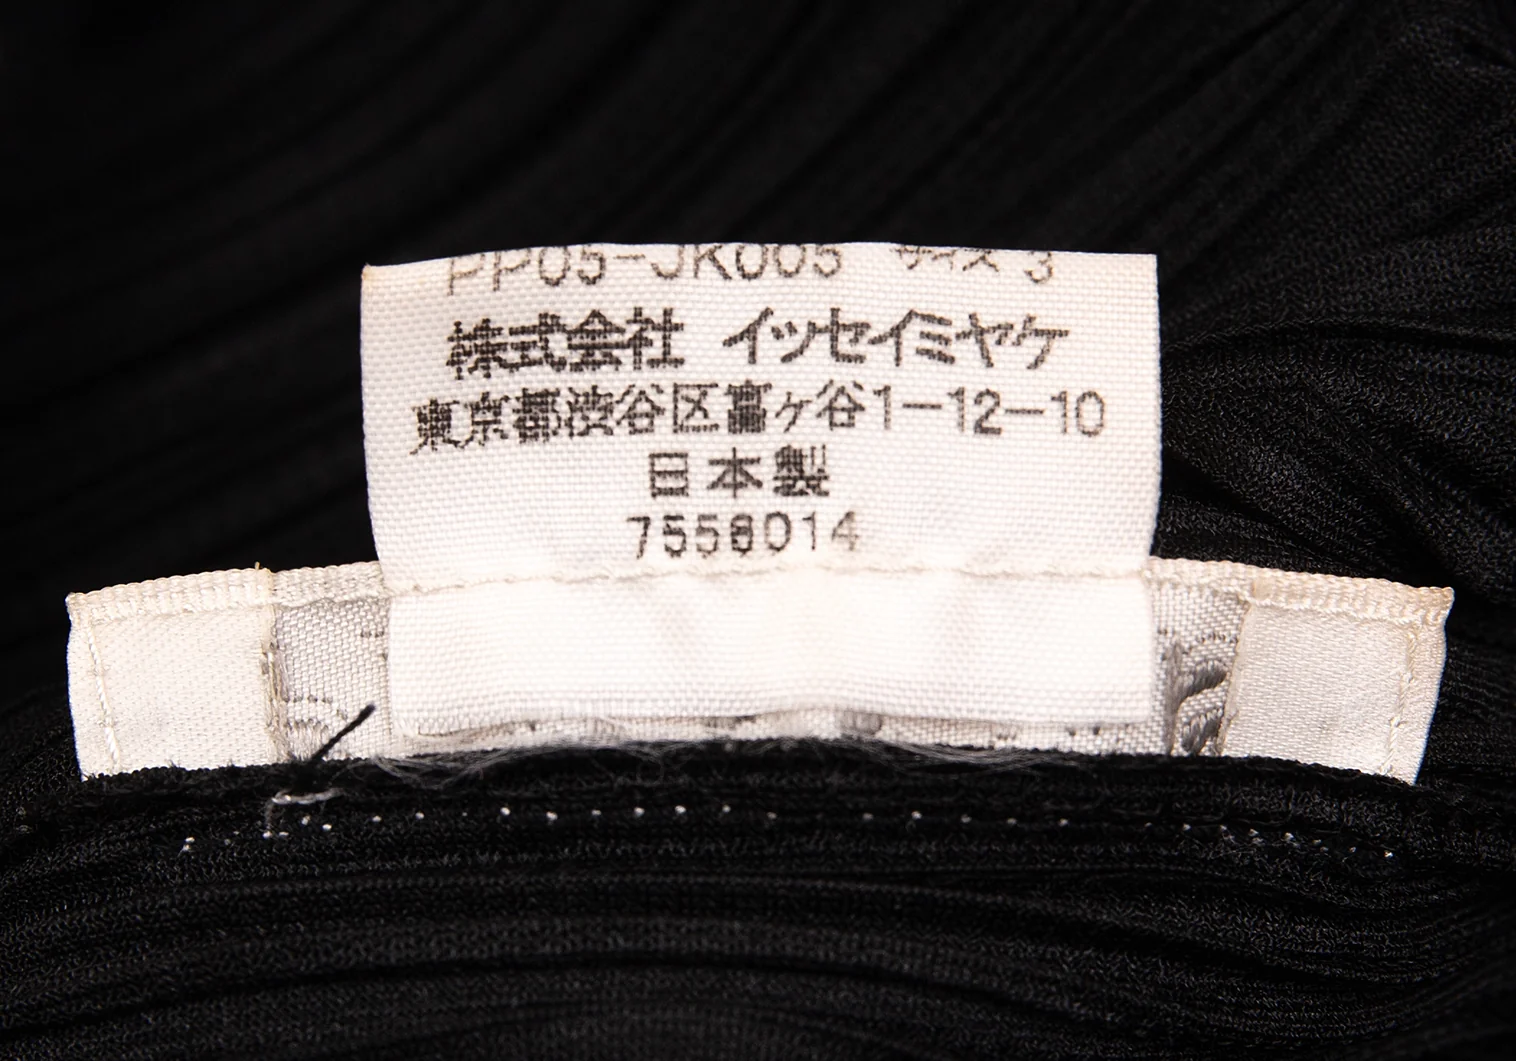 PP05-JK005 サイズ 3
株式会社 イッセイミヤケ
東京都渋谷区富ヶ谷1-12-10
日本製
7556014